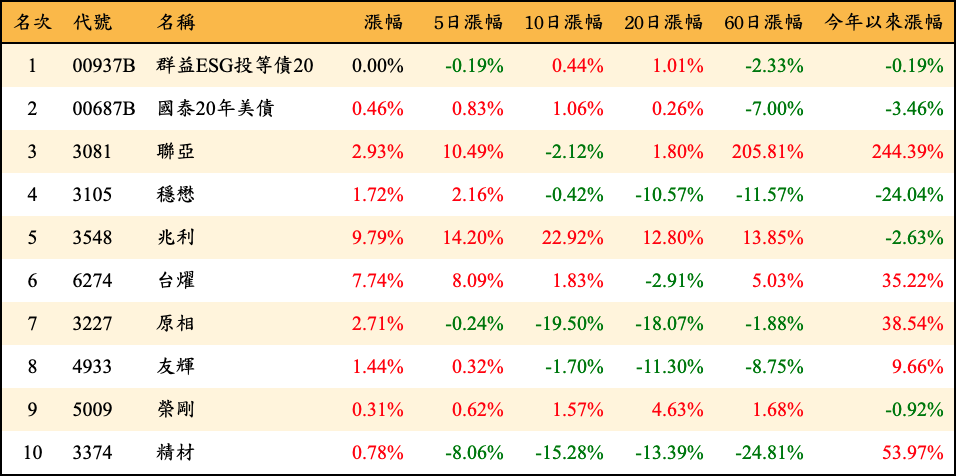 名次 代號 名稱 漲幅 5日漲幅 10日漲幅 20日漲幅 60日漲幅 今年以來漲幅
1 00937B 群益ESG投等債20 0.00% -0.19% 0.44% 1.01% -2.33% -0.19%
2 00687B 國泰20年美債 0.46% 0.83% 1.06% 0.26% -7.00% -3.46%
3 3081 聯亞 2.93% 10.49% -2.12% 1.80% 205.81% 244.39%
4 3105 穩懋 1.72% 2.16% -0.42% -10.57% -11.57% -24.04%
5 3548 兆利 9.79% 14.20% 22.92% 12.80% 13.85% -2.63%
6 6274 台燿 7.74% 8.09% 1.83% -2.91% 5.03% 35.22%
7 3227 原相 2.71% -0.24% -19.50% -18.07% -1.88% 38.54%
8 4933 友輝 1.44% 0.32% -1.70% -11.30% -8.75% 9.66%
9 5009 榮剛 0.31% 0.62% 1.57% 4.63% 1.68% -0.92%
10 3374 精材 0.78% -8.06% -15.28% -13.39% -24.81% 53.97%